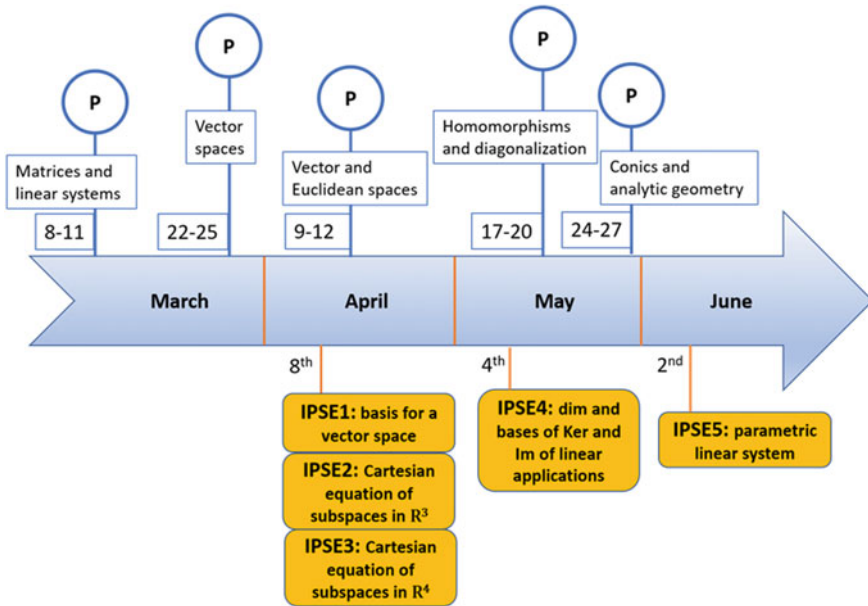 P
Matrices and
linear systems
8-11
P
Vector
spaces
22-25
P
Vector and
Euclidean spaces
9-12
P
Homomorphisms
and diagonalization
17-20
P
Conics and
analytic geometry
24-27
March
April
May
June
8th
IPSE1: basis for a
vector space
IPSE2: Cartesian
equation of
subspaces in R³
IPSE3: Cartesian
equation of
subspaces in R⁴
4th
IPSE4: dim and
bases of Ker and
Im of linear
applications
2nd
IPSE5: parametric
linear system